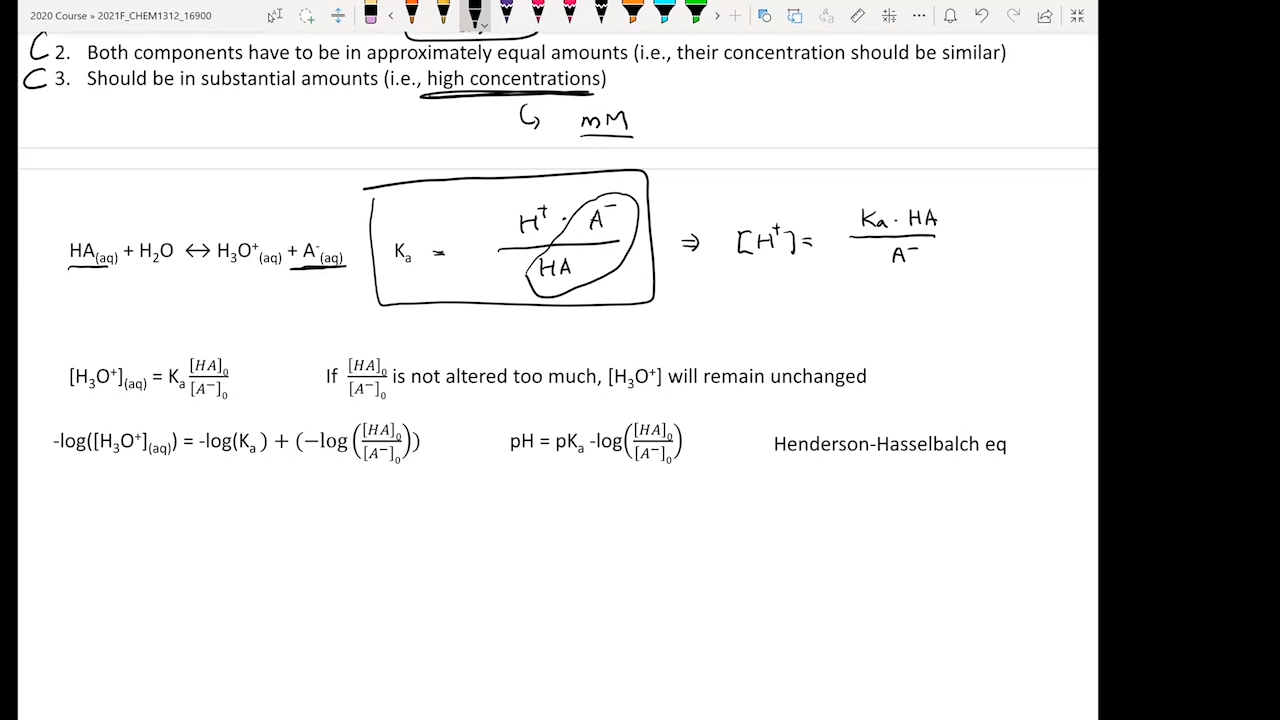 2020 Course » 2021F_CHEM1312_16900
C 2. Both components have to be in approximately equal amounts (i.e., their concentration should be similar)
C 3. Should be in substantial amounts (i.e., high concentrations)
↳ mM
HA(aq) + H₂O ↔ H₃O⁺(aq) + A⁻(aq) Kₐ = H⁺ · A⁻ / HA ⇒ [H⁺] = Ka · HA / A⁻
[H₃O⁺](aq) = Kₐ [HA]₀/[A⁻]₀ If [HA]₀/[A⁻]₀ is not altered too much, [H₃O⁺] will remain unchanged
-log([H₃O⁺](aq)) = -log(Kₐ) + (−log([HA]₀/[A⁻]₀)) pH = pKₐ -log([HA]₀/[A⁻]₀) Henderson-Hasselbalch eq